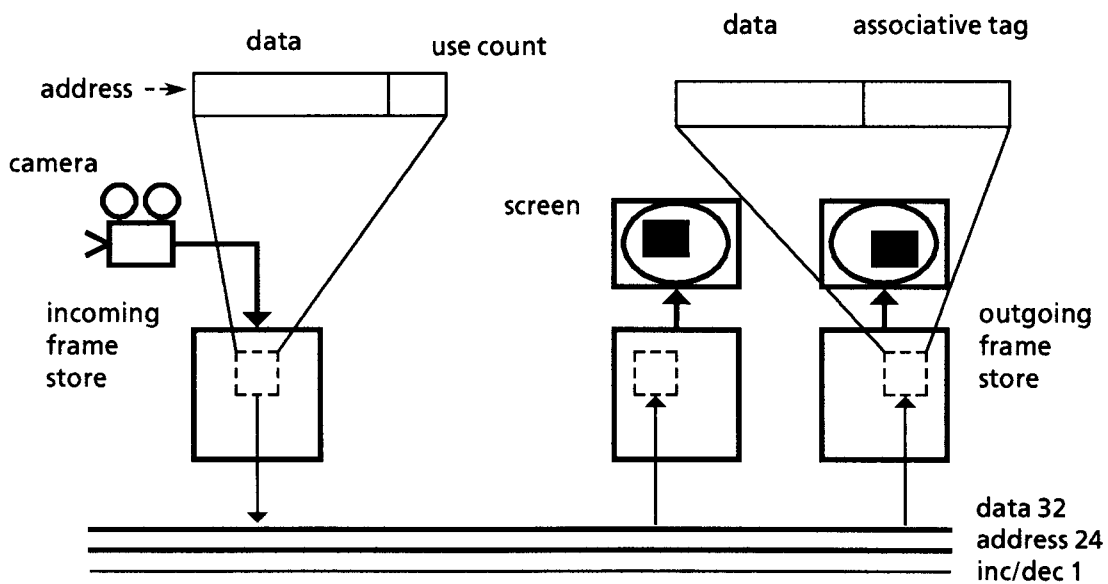 data
use count
data
associative tag
address
camera
screen
incoming
frame
store
outgoing
frame
store
data 32
address 24
inc/dec 1